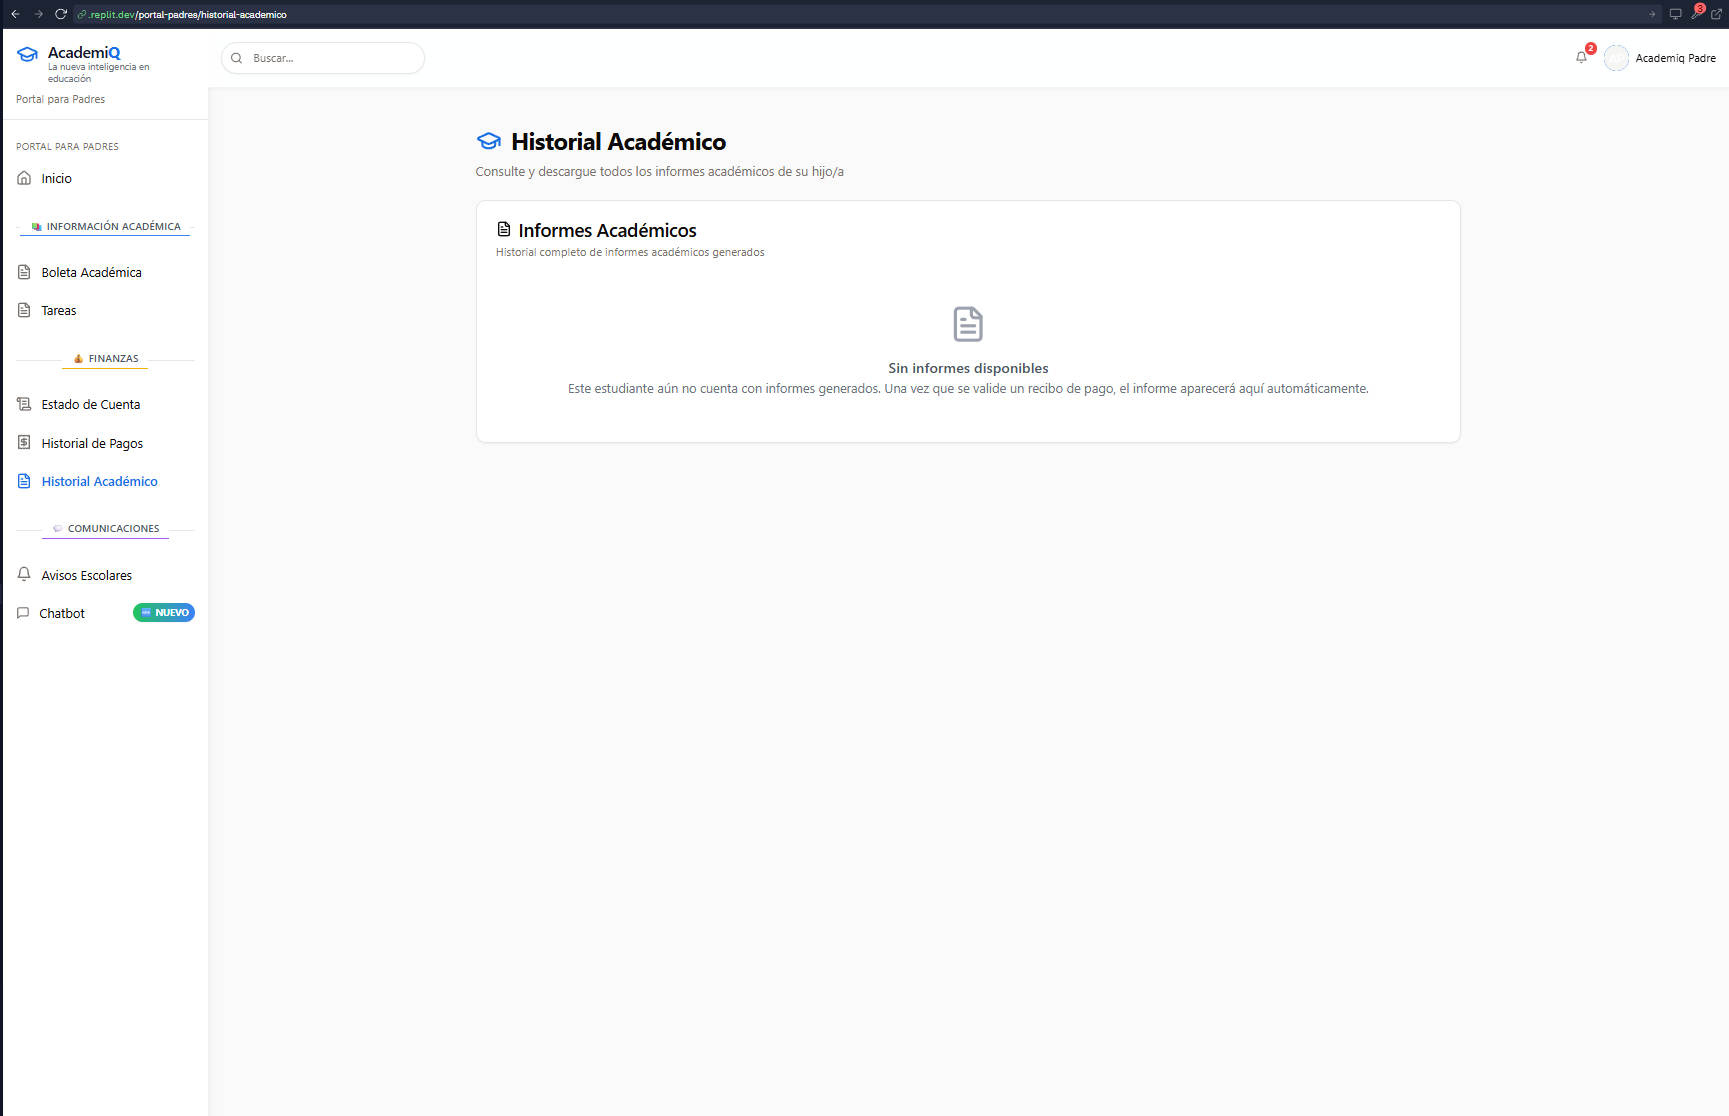 .replit.dev/portal-padres/historial-academico
3
AcademiQ
La nueva inteligencia en
educación
Portal para Padres
Buscar...
2
AP
Academiq Padre
PORTAL PARA PADRES
Inicio
INFORMACIÓN ACADÉMICA
Boleta Académica
Tareas
FINANZAS
Estado de Cuenta
Historial de Pagos
Historial Académico
COMUNICACIONES
Avisos Escolares
Chatbot
NUEVO
Historial Académico
Consulte y descargue todos los informes académicos de su hijo/a
Informes Académicos
Historial completo de informes académicos generados
Sin informes disponibles
Este estudiante aún no cuenta con informes generados. Una vez que se valide un recibo de pago, el informe aparecerá aquí automáticamente.